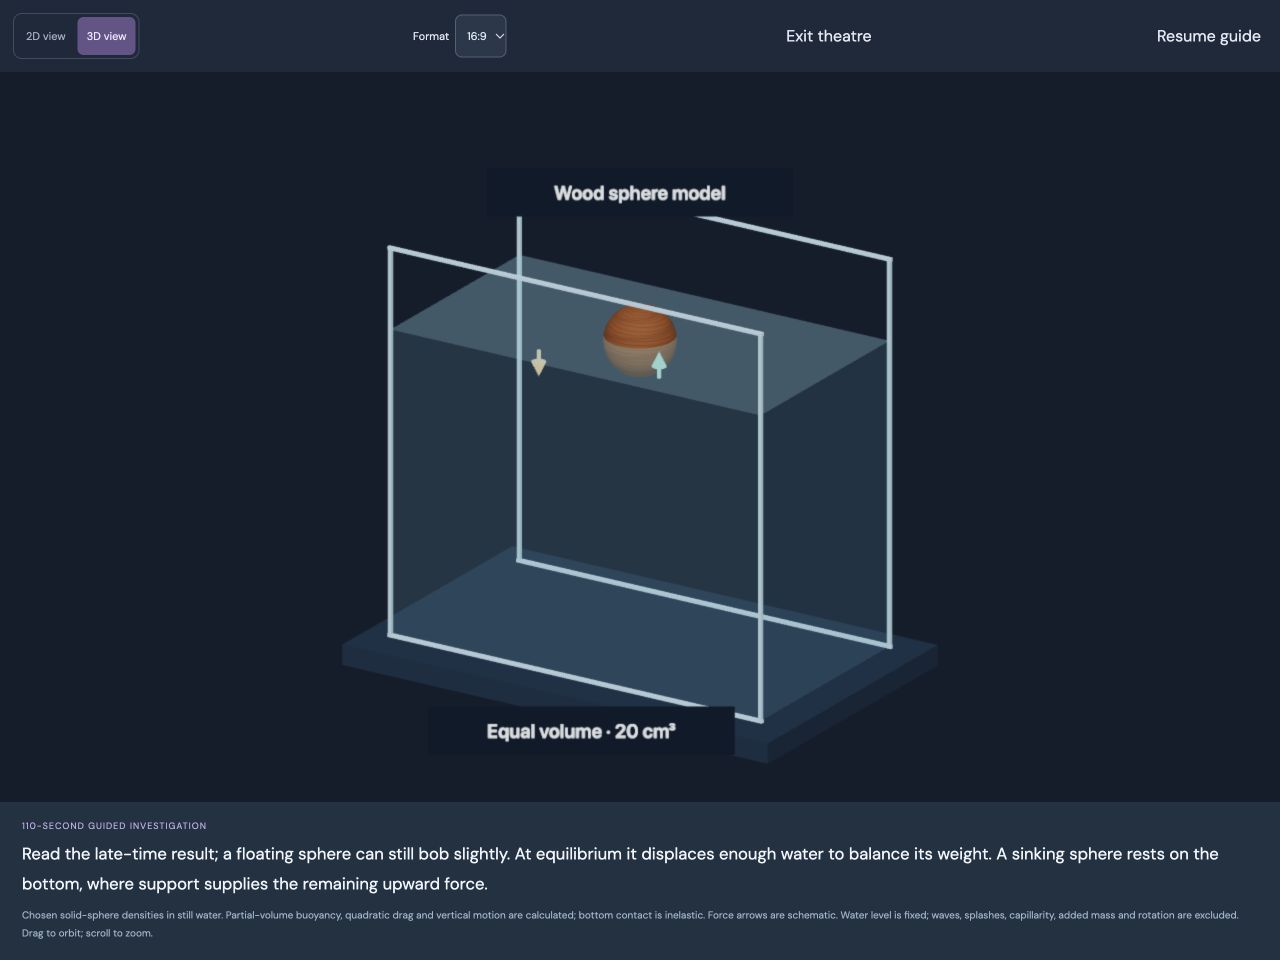 2D view
3D view
Format
16:9
Exit theatre
Resume guide
Wood sphere model
Equal volume · 20 cm³
110-SECOND GUIDED INVESTIGATION
Read the late-time result; a floating sphere can still bob slightly. At equilibrium it displaces enough water to balance its weight. A sinking sphere rests on the
bottom, where support supplies the remaining upward force.
Chosen solid-sphere densities in still water. Partial-volume buoyancy, quadratic drag and vertical motion are calculated; bottom contact is inelastic. Force arrows are schematic. Water level is fixed; waves, splashes, capillarity, added mass and rotation are excluded.
Drag to orbit; scroll to zoom.